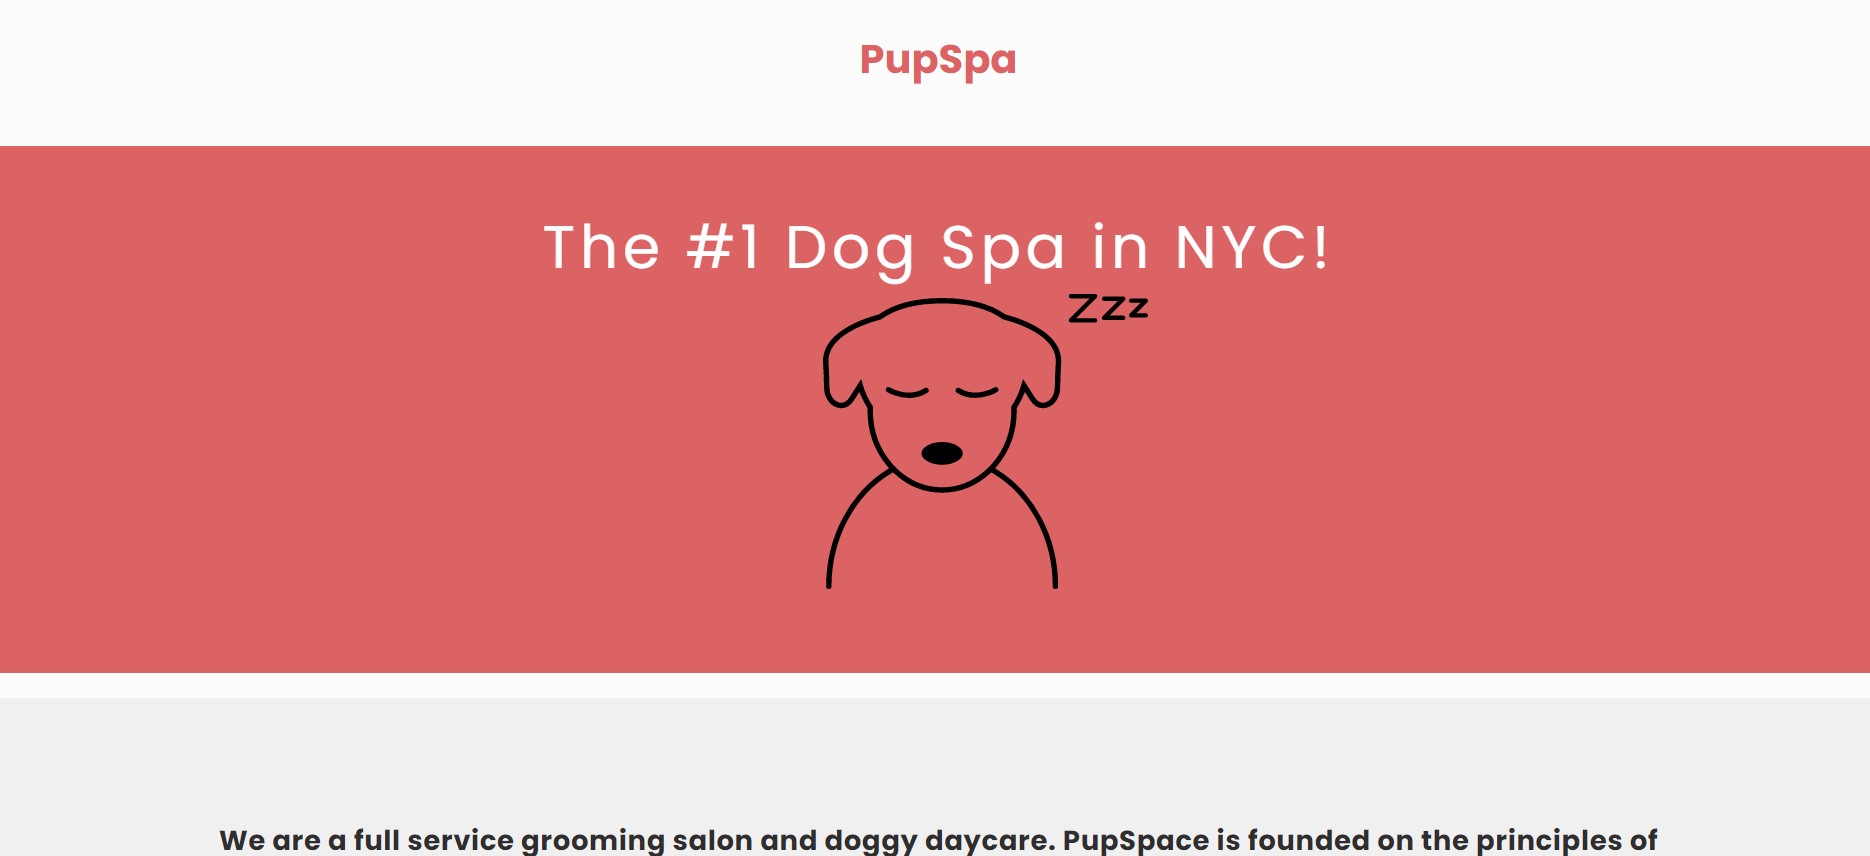 PupSpa
The #1 Dog Spa in NYC!
Zzz
We are a full service grooming salon and doggy daycare. PupSpace is founded on the principles of